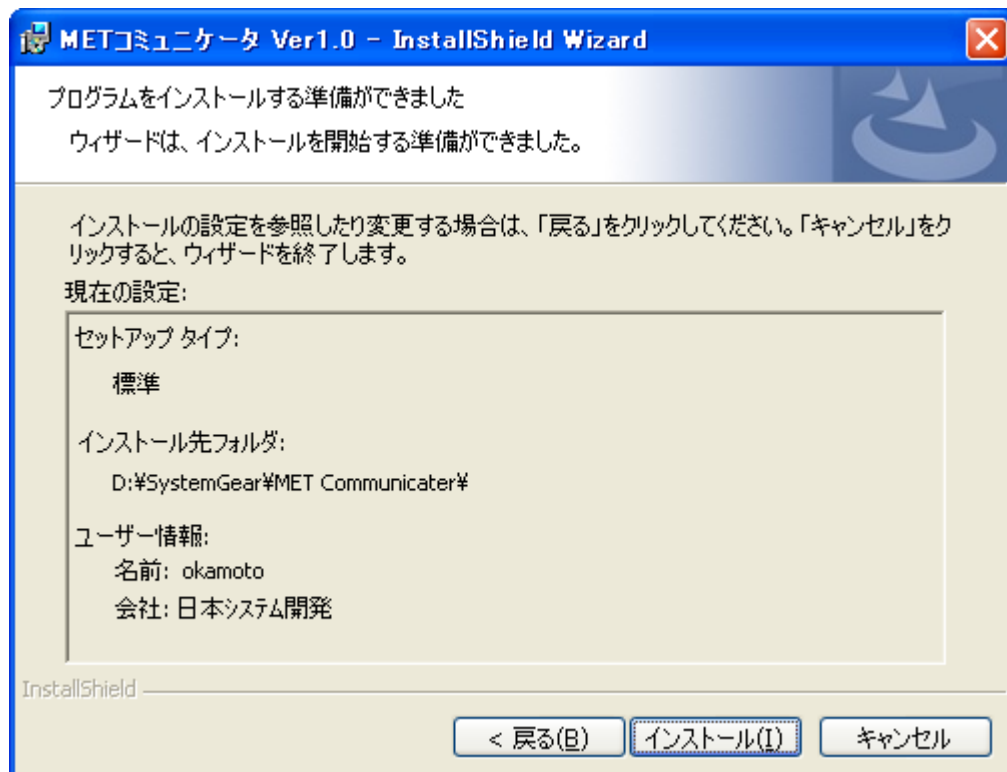 METコミュニケータ Ver1.0 - InstallShield Wizard
プログラムをインストールする準備ができました
ウィザードは、インストールを開始する準備ができました。
インストールの設定を参照したり変更する場合は、「戻る」をクリックしてください。「キャンセル」をク
リックすると、ウィザードを終了します。
現在の設定:
セットアップ タイプ:
標準
インストール先フォルダ:
D:¥SystemGear¥MET Communicater¥
ユーザー情報:
名前: okamoto
会社: 日本システム開発
InstallShield
< 戻る(B)
インストール(I)
キャンセル